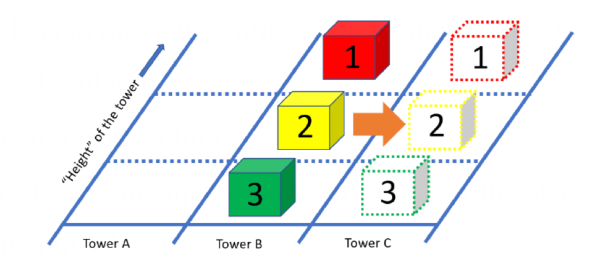 1 1
"Height" of the tower
2 2
3 3
Tower A Tower B Tower C